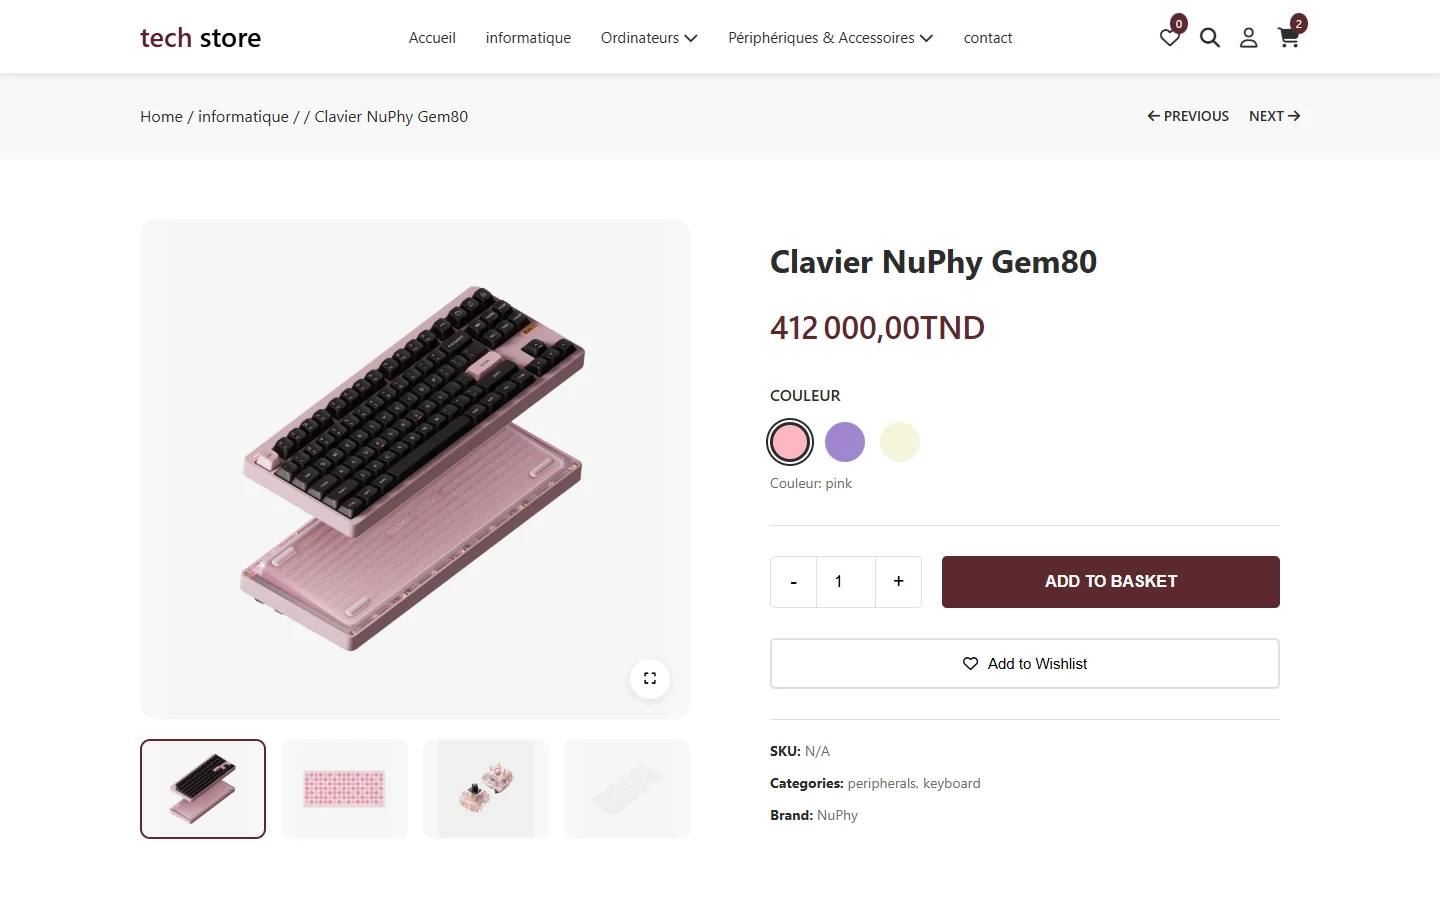 tech store
Accueil
informatique
Ordinateurs
Périphériques & Accessoires
contact
0
2
Home / informatique / / Clavier NuPhy Gem80
PREVIOUS
NEXT
Clavier NuPhy Gem80
412 000,00TND
COULEUR
Couleur: pink
- 1 +
ADD TO BASKET
Add to Wishlist
SKU: N/A
Categories: peripherals, keyboard
Brand: NuPhy